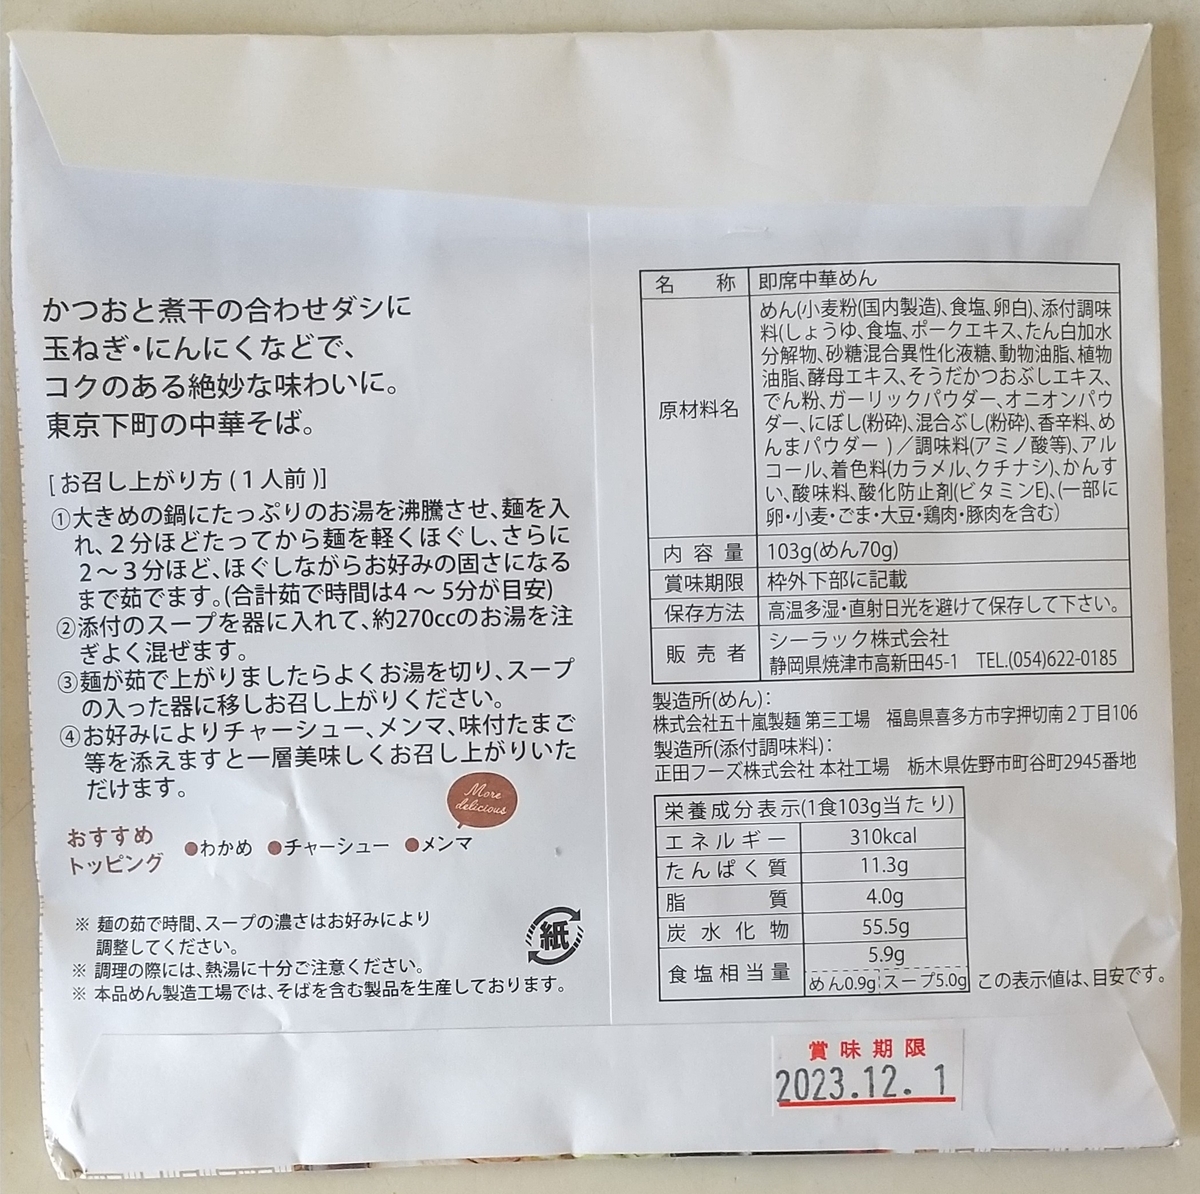 かつおと煮干の合わせダシに
玉ねぎ・にんにくなどで、
コクのある絶妙な味わいに。
東京下町の中華そば。
[お召し上がり方(1人前)]
①大きめの鍋にたっぷりのお湯を沸騰させ、麺を入
れ、2分ほどたってから麺を軽くほぐし、さらに
2〜3分ほど、ほぐしながらお好みの固さになる
まで茹でます。(合計茹で時間は4〜5分が目安)
②添付のスープを器に入れて、約270ccのお湯を注
ぎよく混ぜます。
③麺が茹で上がりましたらよくお湯を切り、スープ
の入った器に移しお召し上がりください。
④お好みによりチャーシュー、メンマ、味付たまご
等を添えますと一層美味しくお召し上がりいた
だけます。
More
delicious
おすすめ
トッピング
●わかめ ●チャーシュー ●メンマ
※ 麺の茹で時間、スープの濃さはお好みにより
調整してください。
※ 調理の際には、熱湯に十分ご注意ください。
※ 本品めん製造工場では、そばを含む製品を生産しております。
紙
名称 即席中華めん
原材料名
めん(小麦粉(国内製造)、食塩、卵白)、添付調味
料(しょうゆ、食塩、ポークエキス、たん白加水
分解物、砂糖混合異性化液糖、動物油脂、植物
油脂、酵母エキス、そうだかつおぶしエキス、
でん粉、ガーリックパウダー、オニオンパウ
ダー、にぼし(粉砕)、混合ぶし(粉砕)、香辛料、め
んまパウダー)／調味料(アミノ酸等)、アル
コール、着色料(カラメル、クチナシ)、かんす
い、酸味料、酸化防止剤(ビタミンE)、(一部に
卵・小麦・ごま・大豆・鶏肉・豚肉を含む)
内容量 103g(めん70g)
賞味期限 枠外下部に記載
保存方法 高温多湿・直射日光を避けて保存して下さい。
販売者
シーラック株式会社
静岡県焼津市高新田45-1 TEL.(054)622-0185
製造所(めん):
株式会社五十嵐製麺 第三工場 福島県喜多方市字押切南2丁目106
製造所(添付調味料):
正田フーズ株式会社 本社工場 栃木県佐野市町谷町2945番地
栄養成分表示(1食103g当たり)
エネルギー 310kcal
たんぱく質 11.3g
脂質 4.0g
炭水化物 55.5g
食塩相当量 5.9g
めん0.9g スープ5.0g この表示値は、目安です。
賞味期限
2023.12. 1